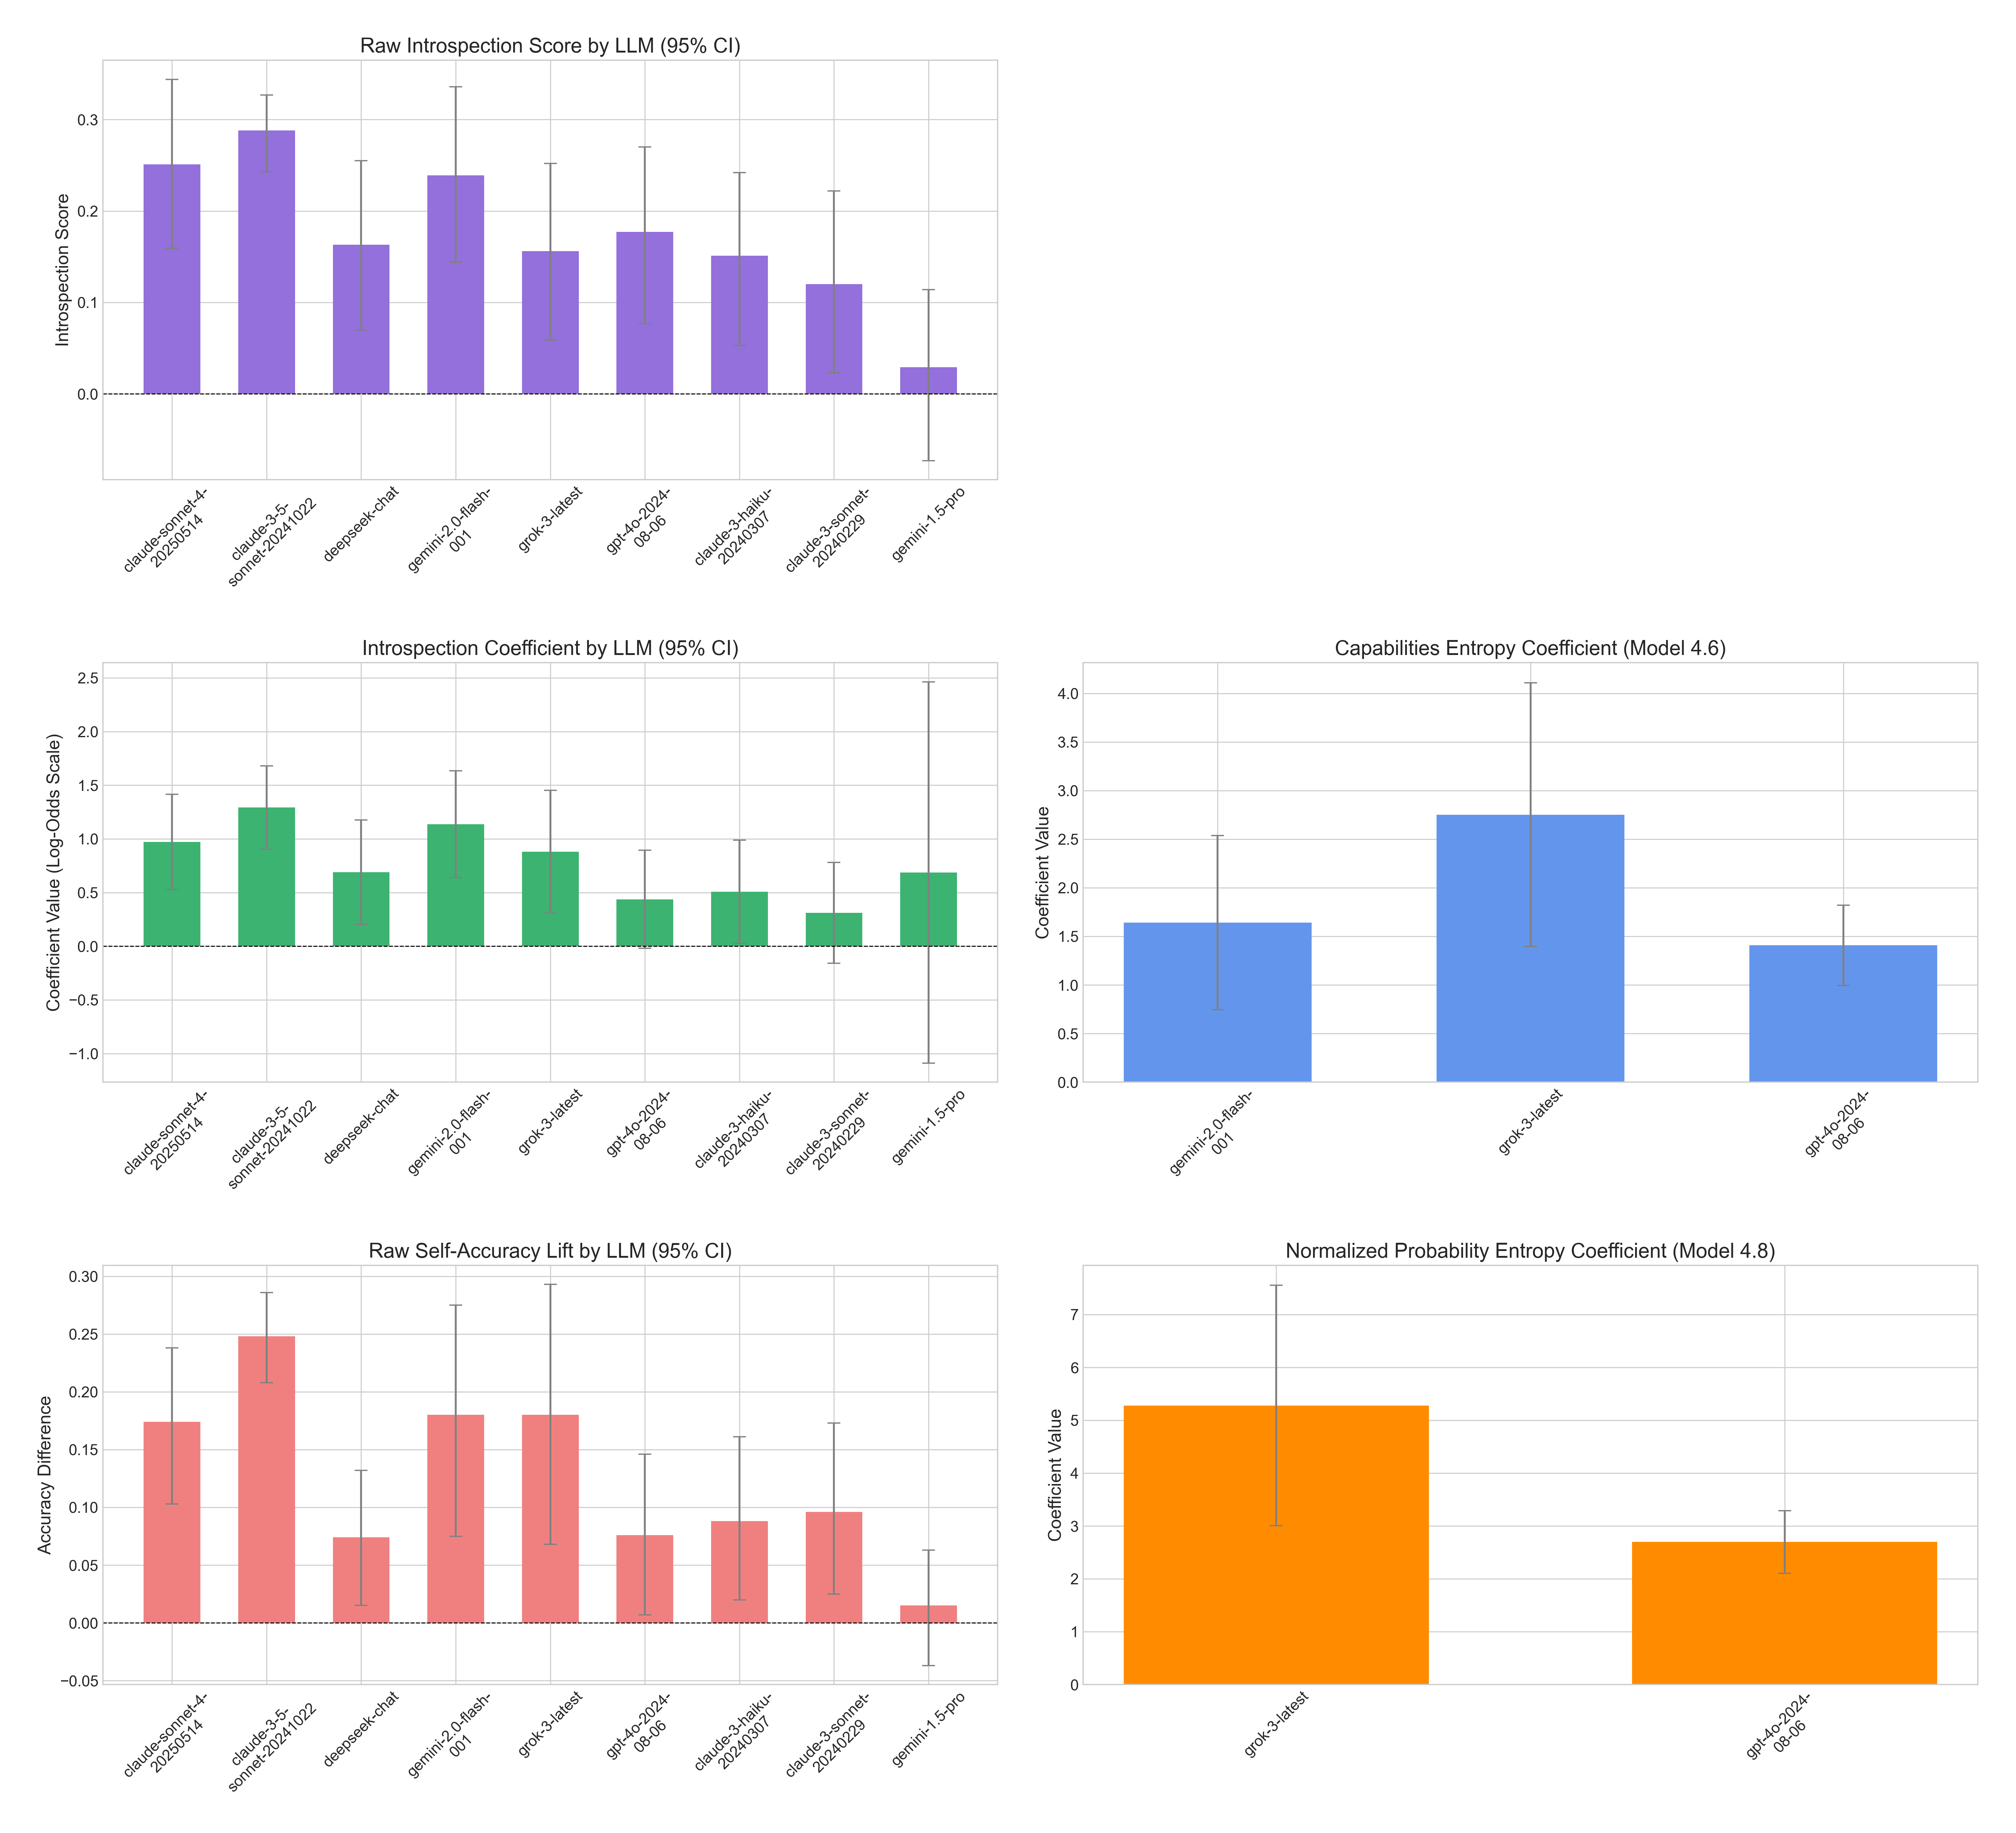 Raw Introspection Score by LLM (95% CI)
Introspection Score
0.3
0.2
0.1
0.0
claude-sonnet-4-
20250514
claude-3-5-
sonnet-20241022
deepseek-chat
gemini-2.0-flash-
001
grok-3-latest
gpt-4o-2024-
08-06
claude-3-haiku-
20240307
claude-3-sonnet-
20240229
gemini-1.5-pro
Introspection Coefficient by LLM (95% CI)
Coefficient Value (Log-Odds Scale)
2.5
2.0
1.5
1.0
0.5
0.0
−0.5
−1.0
claude-sonnet-4-
20250514
claude-3-5-
sonnet-20241022
deepseek-chat
gemini-2.0-flash-
001
grok-3-latest
gpt-4o-2024-
08-06
claude-3-haiku-
20240307
claude-3-sonnet-
20240229
gemini-1.5-pro
Capabilities Entropy Coefficient (Model 4.6)
Coefficient Value
4.0
3.5
3.0
2.5
2.0
1.5
1.0
0.5
0.0
gemini-2.0-flash-
001
grok-3-latest
gpt-4o-2024-
08-06
Raw Self-Accuracy Lift by LLM (95% CI)
Accuracy Difference
0.30
0.25
0.20
0.15
0.10
0.05
0.00
−0.05
claude-sonnet-4-
20250514
claude-3-5-
sonnet-20241022
deepseek-chat
gemini-2.0-flash-
001
grok-3-latest
gpt-4o-2024-
08-06
claude-3-haiku-
20240307
claude-3-sonnet-
20240229
gemini-1.5-pro
Normalized Probability Entropy Coefficient (Model 4.8)
Coefficient Value
7
6
5
4
3
2
1
0
grok-3-latest
gpt-4o-2024-
08-06